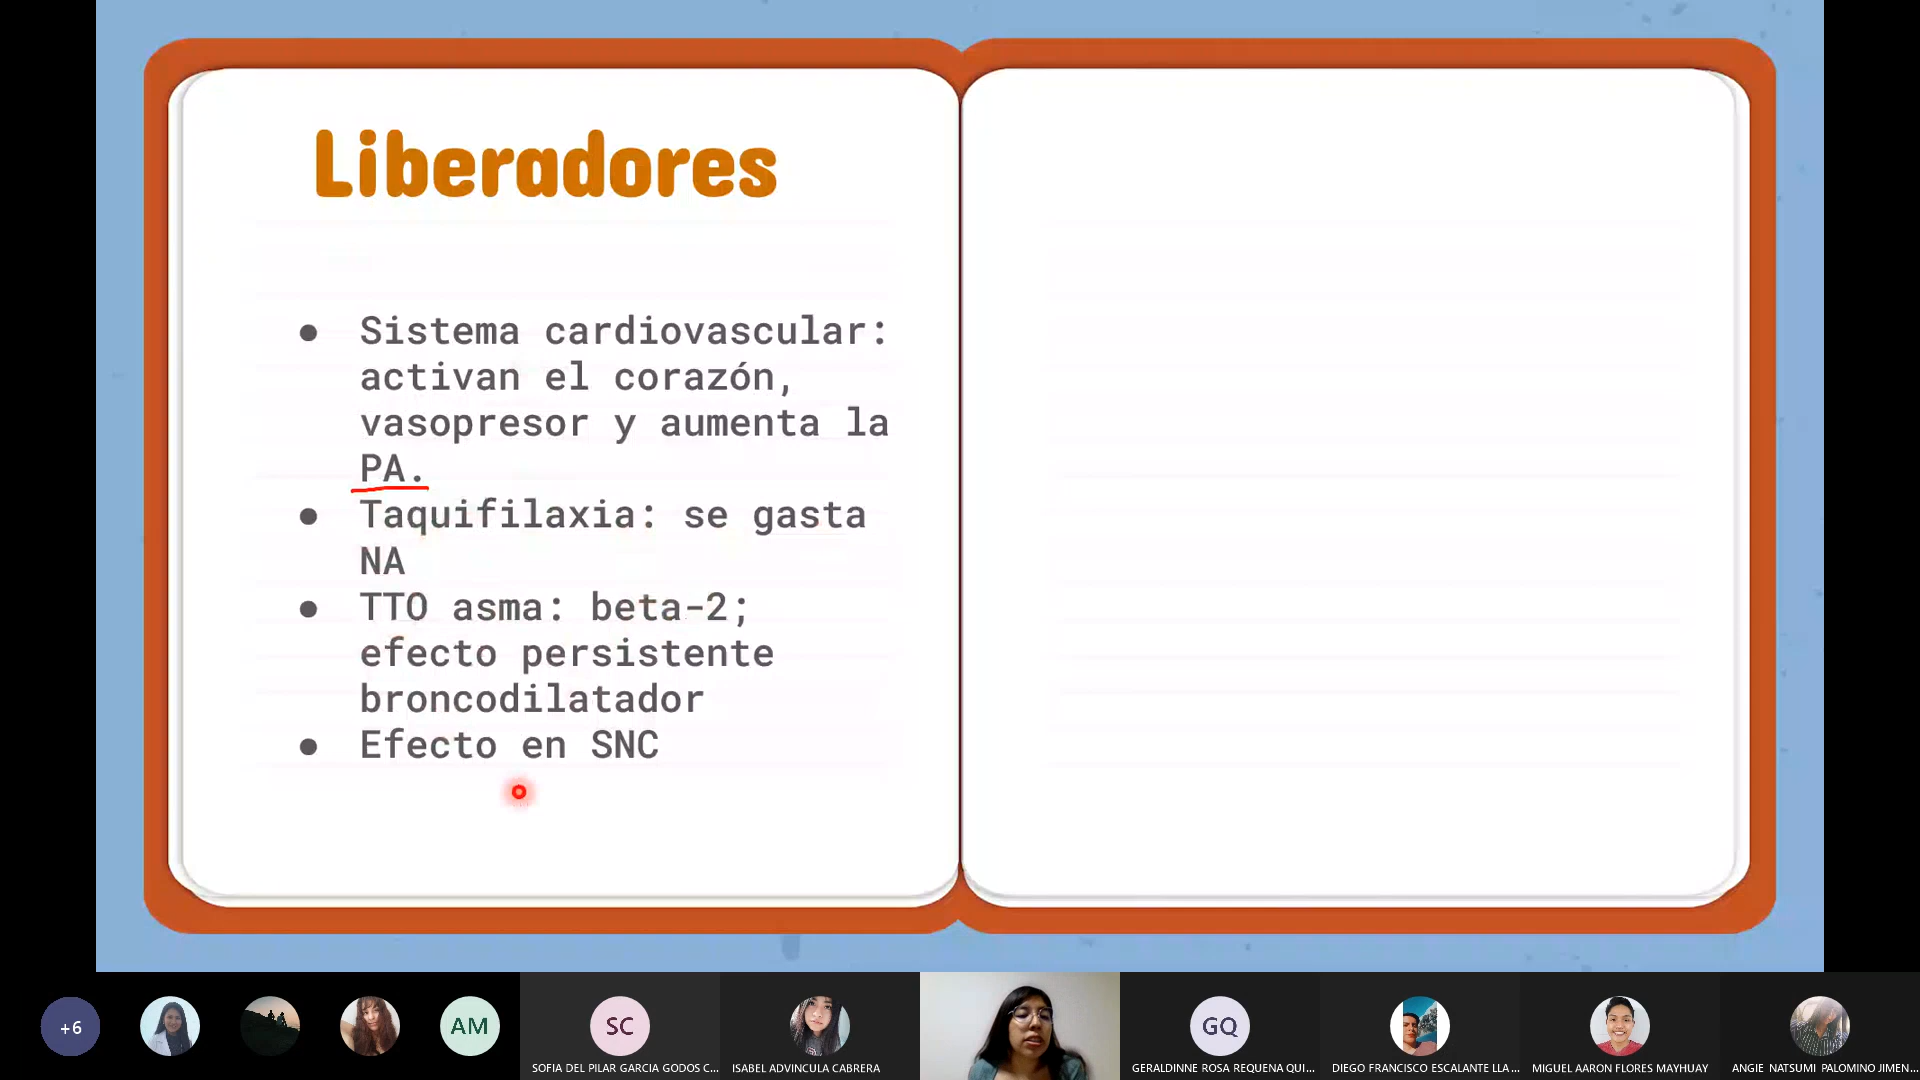 Liberadores
● Sistema cardiovascular:
activan el corazón,
vasopresor y aumenta la
PA.
● Taquifilaxia: se gasta
NA
● TTO asma: beta-2;
efecto persistente
broncodilatador
● Efecto en SNC
+6
AM
SC
GQ
SOFIA DEL PILAR GARCIA GODOS C...
ISABEL ADVINCULA CABRERA
GERALDINNE ROSA REQUENA QUI...
DIEGO FRANCISCO ESCALANTE LLA...
MIGUEL AARON FLORES MAYHUAY
ANGIE NATSUMI PALOMINO JIMEN...